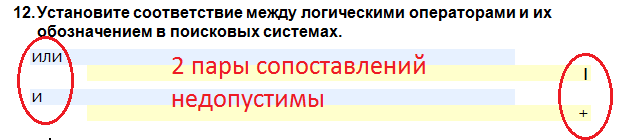 12. Установите соответствие между логическими операторами и их
обозначением в поисковых системах.
или
2 пары сопоставлений
|
и
недопустимы
+